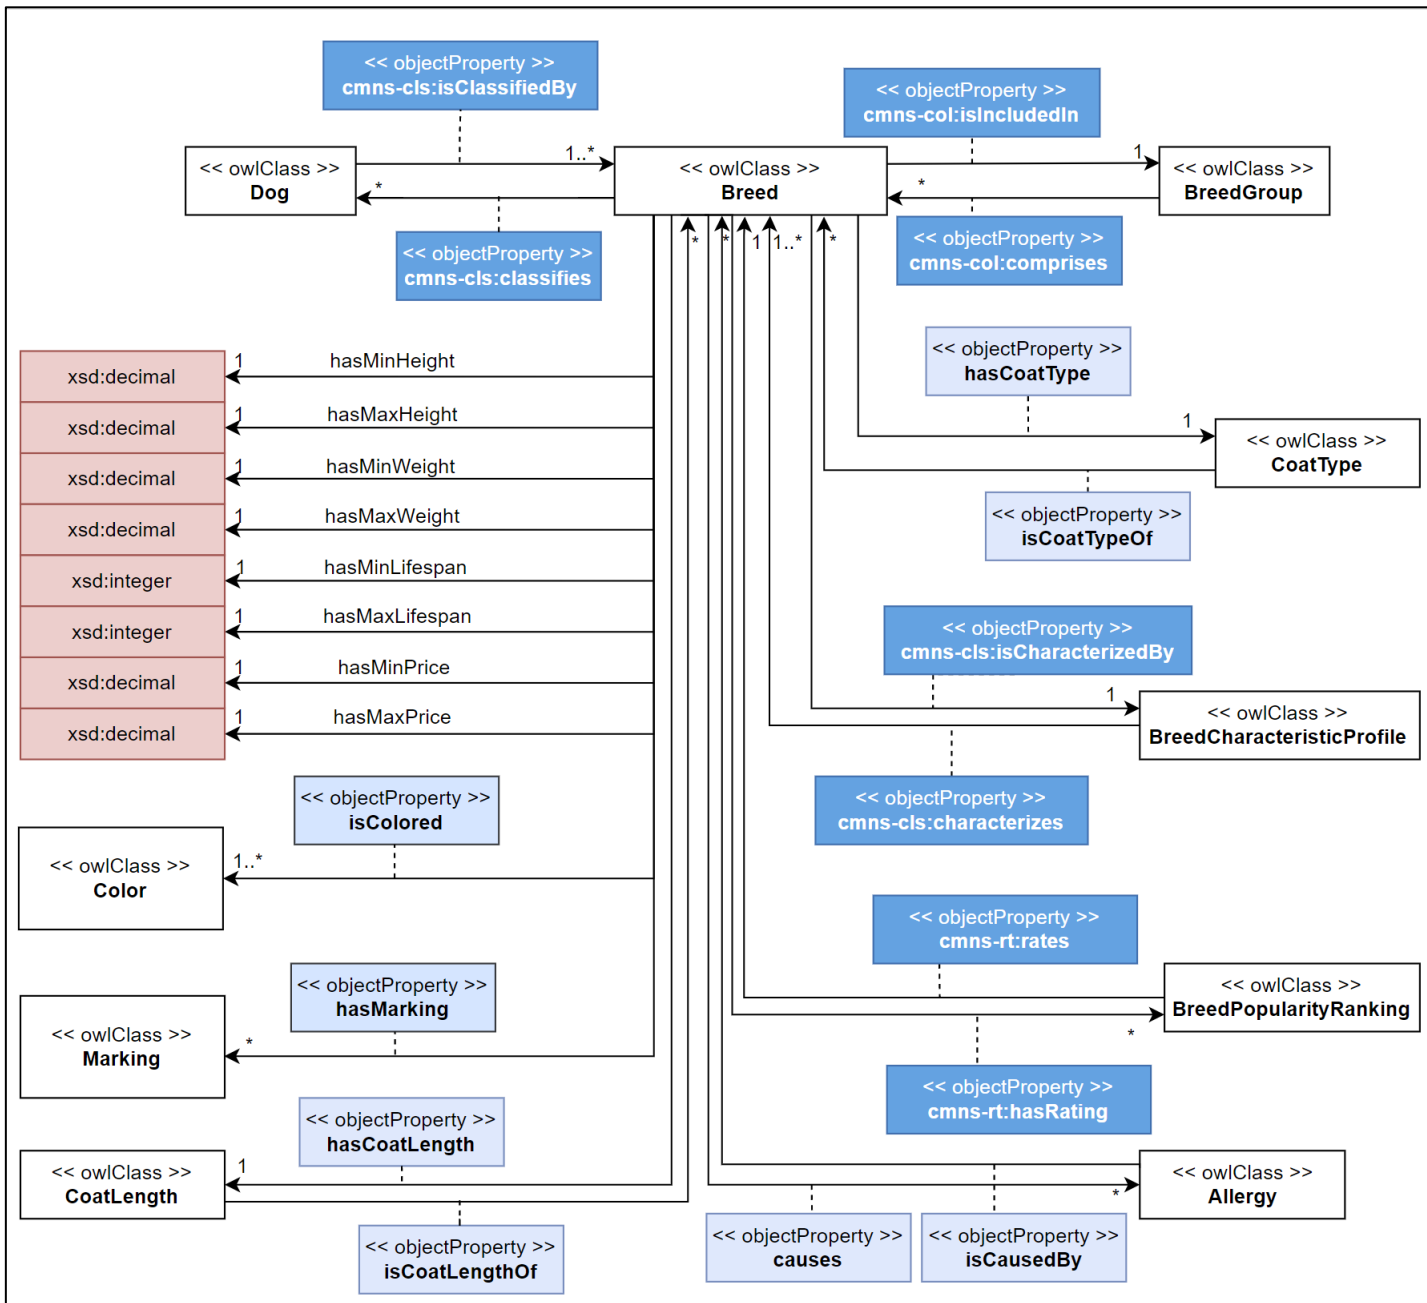 << objectProperty >>
cmns-cls:isClassifiedBy
<< objectProperty >>
cmns-col:isIncludedIn
<< owlClass >>
Dog
1..*
*
<< owlClass >>
Breed
1
*
<< owlClass >>
BreedGroup
<< objectProperty >>
cmns-cls:classifies
<< objectProperty >>
cmns-col:comprises
*
*
1
1..*
*
xsd:decimal
1
hasMinHeight
xsd:decimal
1
hasMaxHeight
xsd:decimal
1
hasMinWeight
xsd:decimal
1
hasMaxWeight
xsd:integer
1
hasMinLifespan
xsd:integer
1
hasMaxLifespan
xsd:decimal
1
hasMinPrice
xsd:decimal
1
hasMaxPrice
<< objectProperty >>
hasCoatType
1
<< owlClass >>
CoatType
<< objectProperty >>
isCoatTypeOf
<< objectProperty >>
cmns-cls:isCharacterizedBy
1
<< owlClass >>
BreedCharacteristicProfile
<< objectProperty >>
cmns-cls:characterizes
<< objectProperty >>
isColored
<< owlClass >>
Color
1..*
<< objectProperty >>
cmns-rt:rates
<< objectProperty >>
hasMarking
<< owlClass >>
Marking
*
<< owlClass >>
BreedPopularityRanking
*
<< objectProperty >>
cmns-rt:hasRating
<< objectProperty >>
hasCoatLength
<< owlClass >>
CoatLength
1
<< objectProperty >>
isCoatLengthOf
<< owlClass >>
Allergy
*
<< objectProperty >>
causes
<< objectProperty >>
isCausedBy